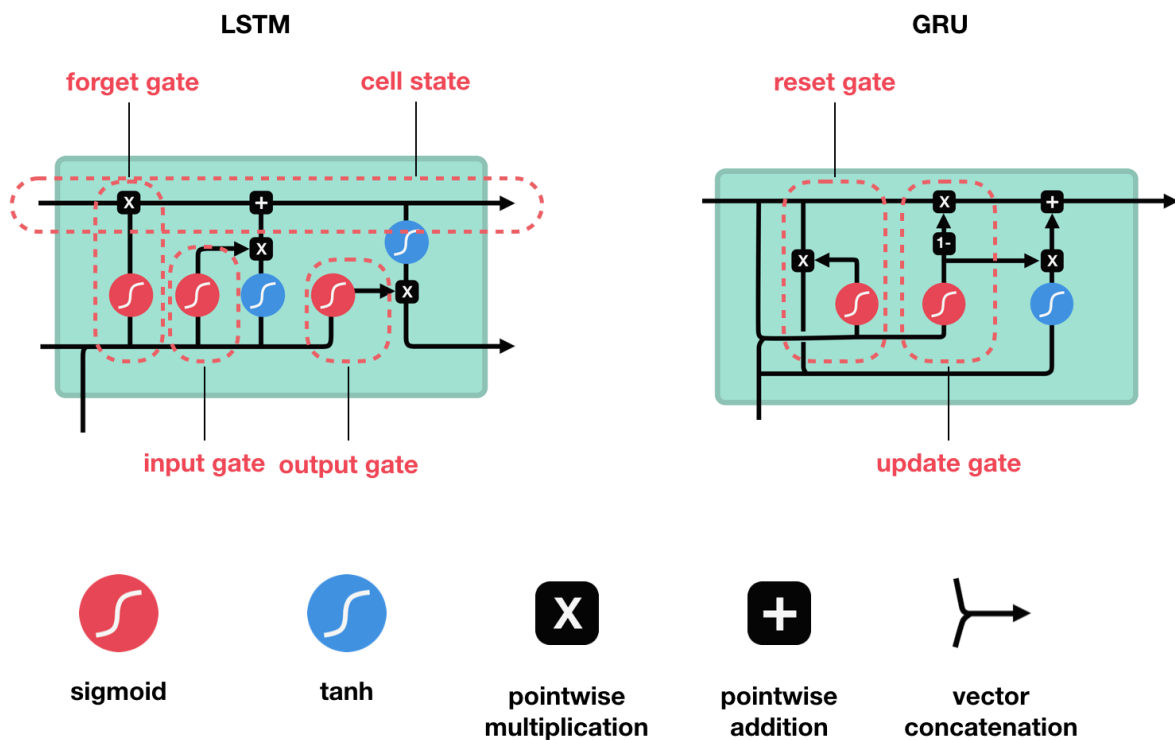 LSTM
GRU
forget gate
cell state
reset gate
x
+
x
x
x
+
1-
x
x
input gate
output gate
update gate
x
+
sigmoid
tanh
pointwise
multiplication
pointwise
addition
vector
concatenation